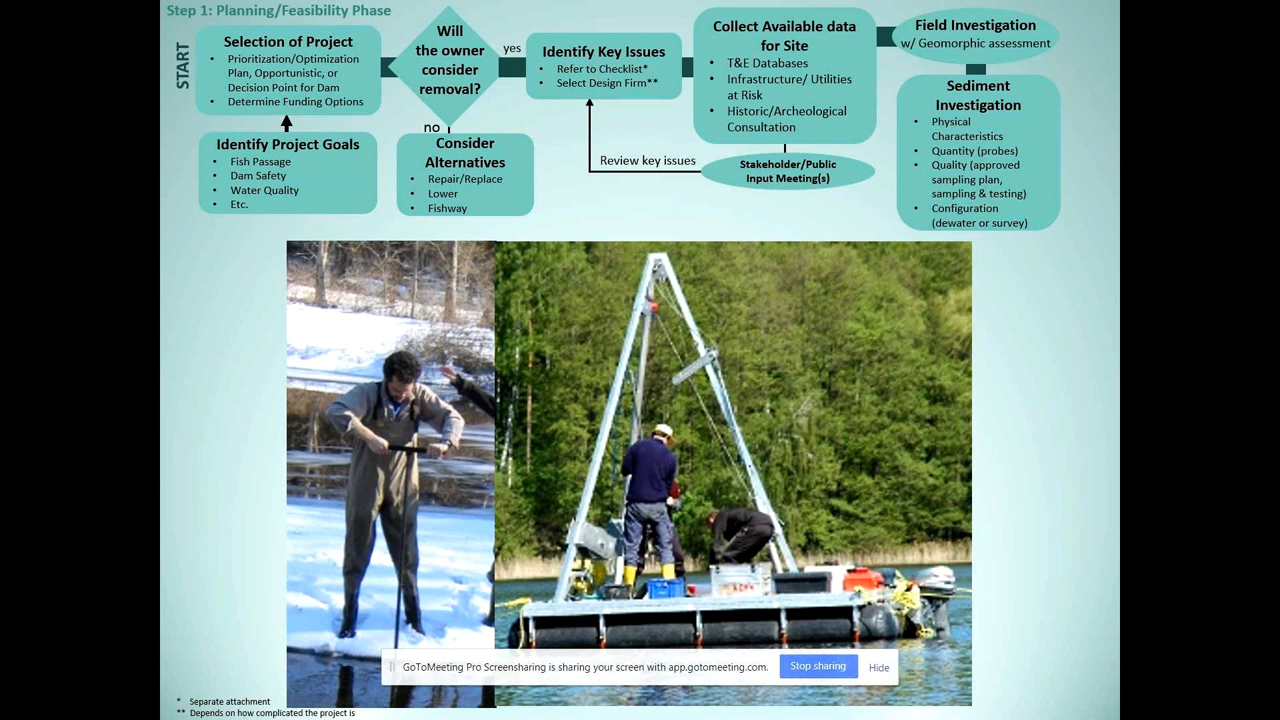 Step 1: Planning/Feasibility Phase
START
Selection of Project
• Prioritization/Optimization
Plan, Opportunistic, or
Decision Point for Dam
• Determine Funding Options
Identify Project Goals
• Fish Passage
• Dam Safety
• Water Quality
• Etc.
Will
the owner
consider
removal?
yes
no
Consider
Alternatives
• Repair/Replace
• Lower
• Fishway
Identify Key Issues
• Refer to Checklist*
• Select Design Firm**
Review key issues
Collect Available data
for Site
• T&E Databases
• Infrastructure/ Utilities
at Risk
• Historic/Archeological
Consultation
Stakeholder/Public
Input Meeting(s)
Field Investigation
w/ Geomorphic assessment
Sediment
Investigation
• Physical
Characteristics
• Quantity (probes)
• Quality (approved
sampling plan,
sampling & testing)
• Configuration
(dewater or survey)
GoToMeeting Pro Screensharing is sharing your screen with app.gotomeeting.com.
Stop sharing
Hide
* Separate attachment
** Depends on how complicated the project is